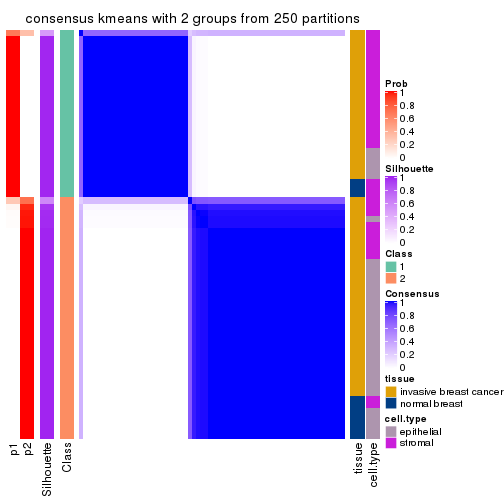 consensus kmeans with 2 groups from 250 partitions
Prob
1
0.8
0.6
0.4
0.2
0
Silhouette
1
0.8
0.6
0.4
0.2
0
Class
1
2
Consensus
1
0.8
0.6
0.4
0.2
0
tissue
invasive breast cancer
normal breast
cell.type
epithelial
stromal
p1
p2
Silhouette
Class
tissue
cell.type